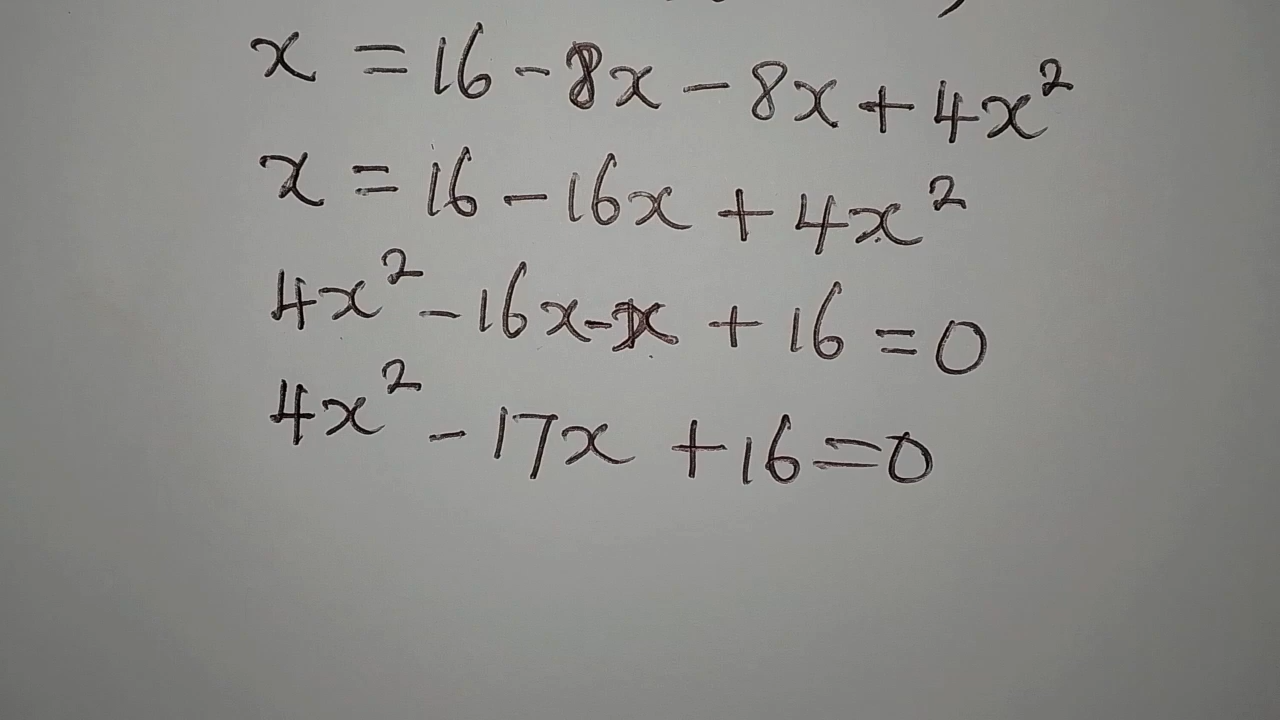 x = 16 - 8x - 8x + 4x²
x = 16 - 16x + 4x²
4x² - 16x - x + 16 = 0
4x² - 17x + 16 = 0